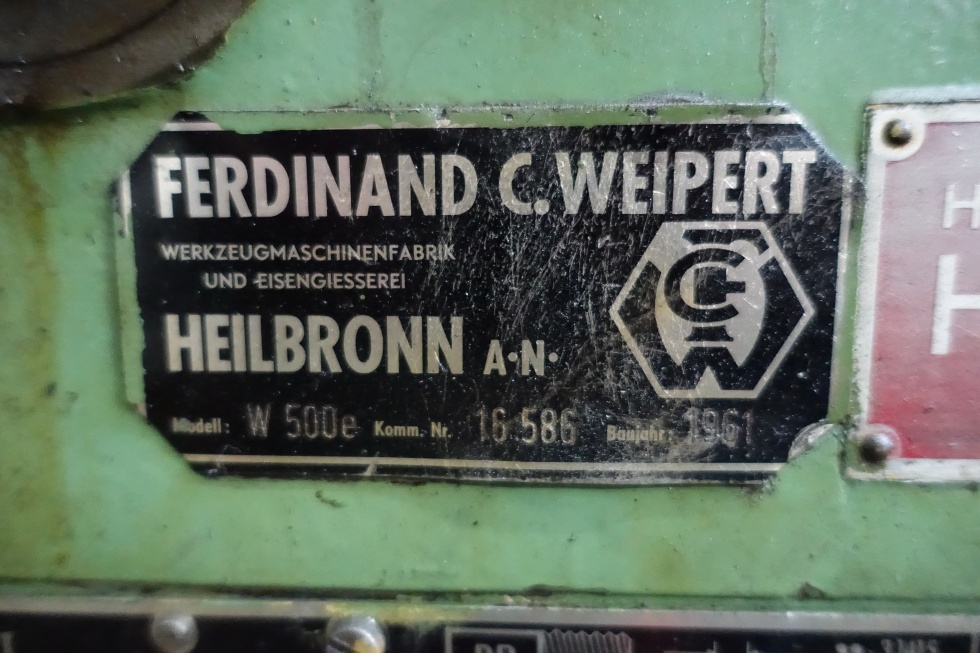 FERDINAND C. WEIPERT
WERKZEUGMASCHINENFABRIK
UND EISENGIESSEREI
HEILBRONN A·N·
Modell: W 500e Komm. Nr. 16 586 Baujahr: 1961
H
H